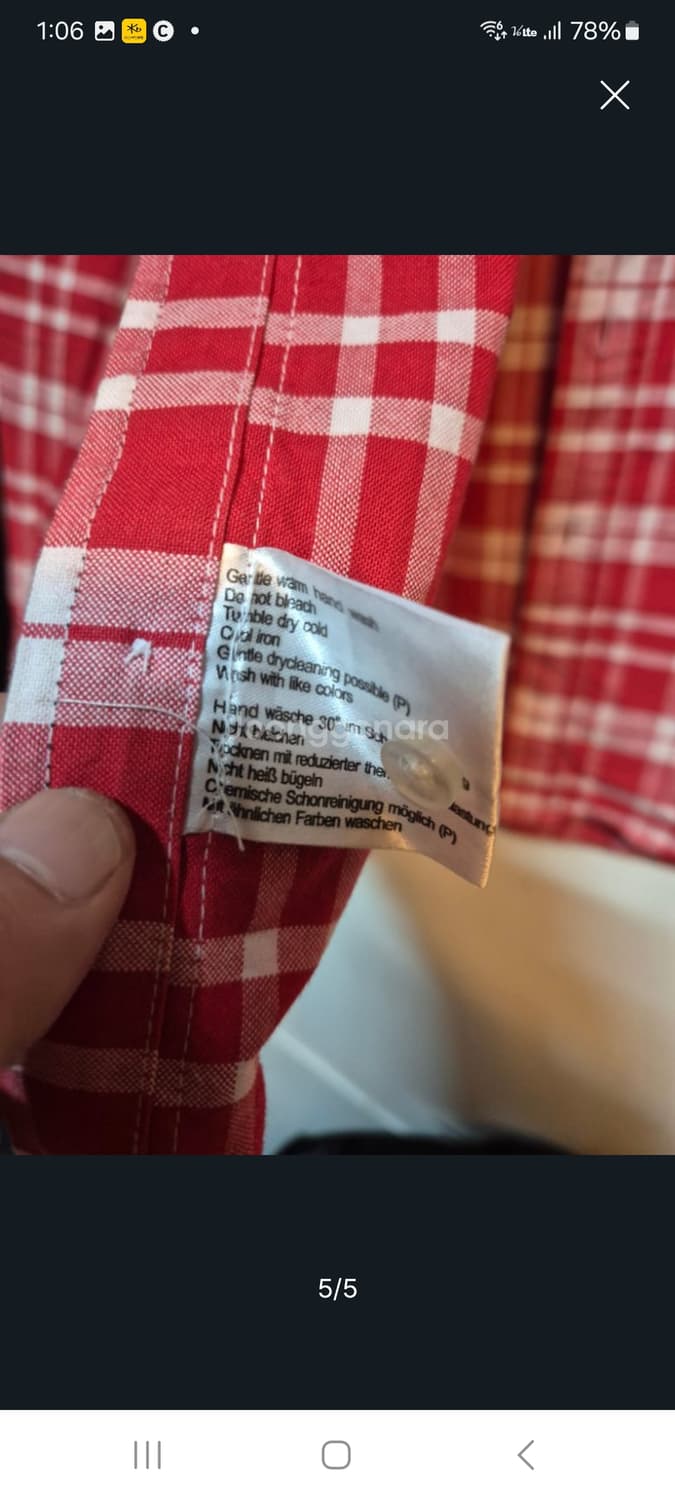 1:06
78%
Gentle warm hand wash
Do not bleach
Tumble dry cold
Cool iron
Gentle drycleaning possible (P)
Wash with like colors
Hand wäsche 30° im
Nicht bleichen
Trocknen mit reduzierter
Nicht heiß bügeln
Chemische Schonreinigung möglich (P)
Mit ähnlichen Farben waschen
5/5